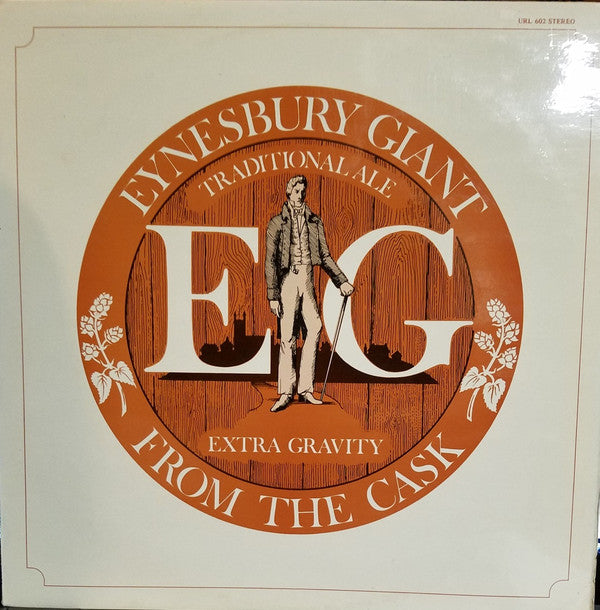 URL 602 STEREO
EYNESBURY GIANT
TRADITIONAL ALE
EG
EXTRA GRAVITY
FROM THE CASK